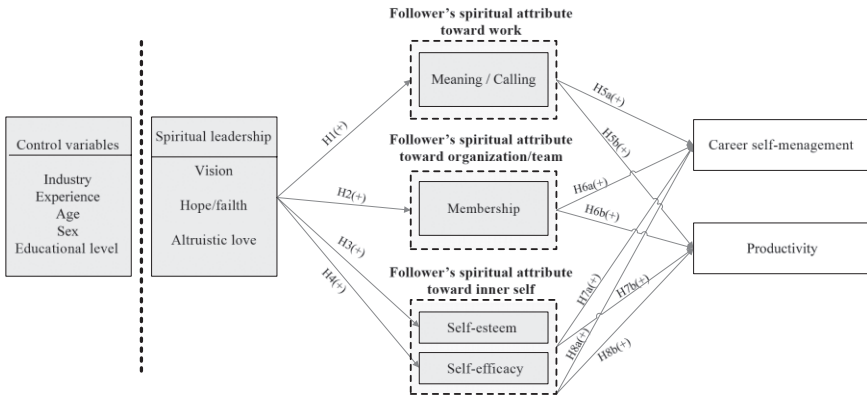 Control variables
Industry
Experience
Age
Sex
Educational level
Spiritual leadership
Vision
Hope/failth
Altruistic love
H1(+)
H2(+)
H3(+)
H4(+)
Follower's spiritual attribute
toward work
Meaning / Calling
Follower's spiritual attribute
toward organization/team
Membership
Follower's spiritual attribute
toward inner self
Self-esteem
Self-efficacy
H5a(+)
H5b(+)
H6a(+)
H6b(+)
H7a(+)
H7b(+)
H8a(+)
H8b(+)
Career self-menagement
Productivity